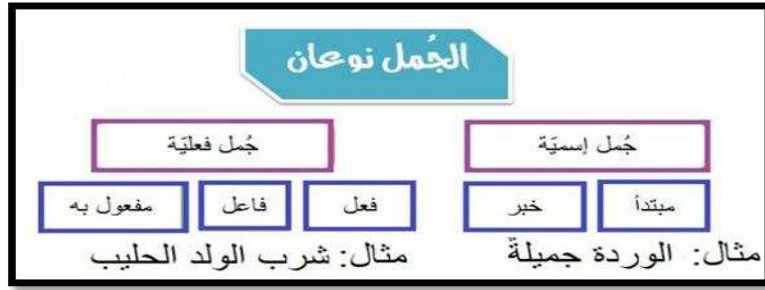 الجُمل نوعان
جُمل إسميّة
جُمل فعليّة
مبتدأ
خبر
فعل
فاعل
مفعول به
مثال: الوردة جميلةٌ
مثال: شرب الولد الحليب